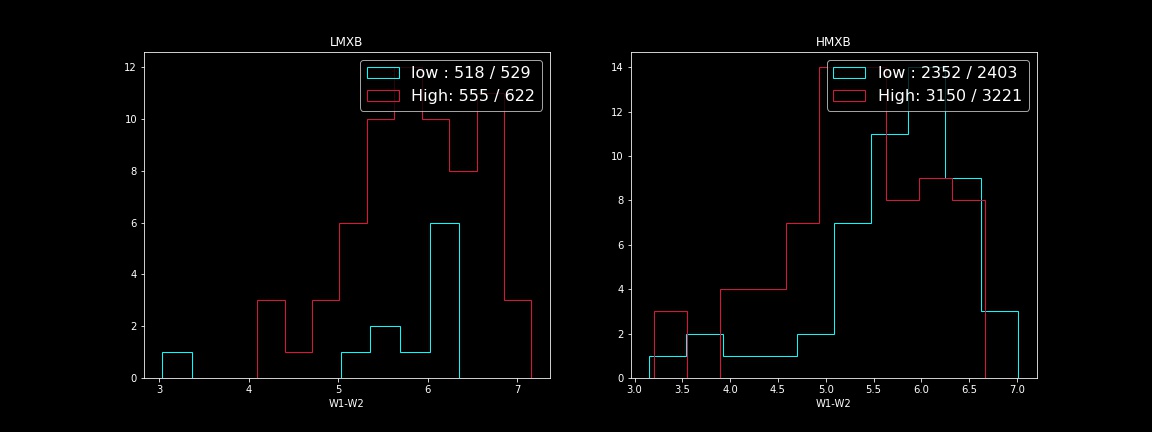 LMXB
low : 518 / 529
High: 555 / 622
12
10
8
6
4
2
0
3 4 5 6 7
W1-W2
HMXB
low : 2352 / 2403
High: 3150 / 3221
14
12
10
8
6
4
2
0
3.0 3.5 4.0 4.5 5.0 5.5 6.0 6.5 7.0
W1-W2